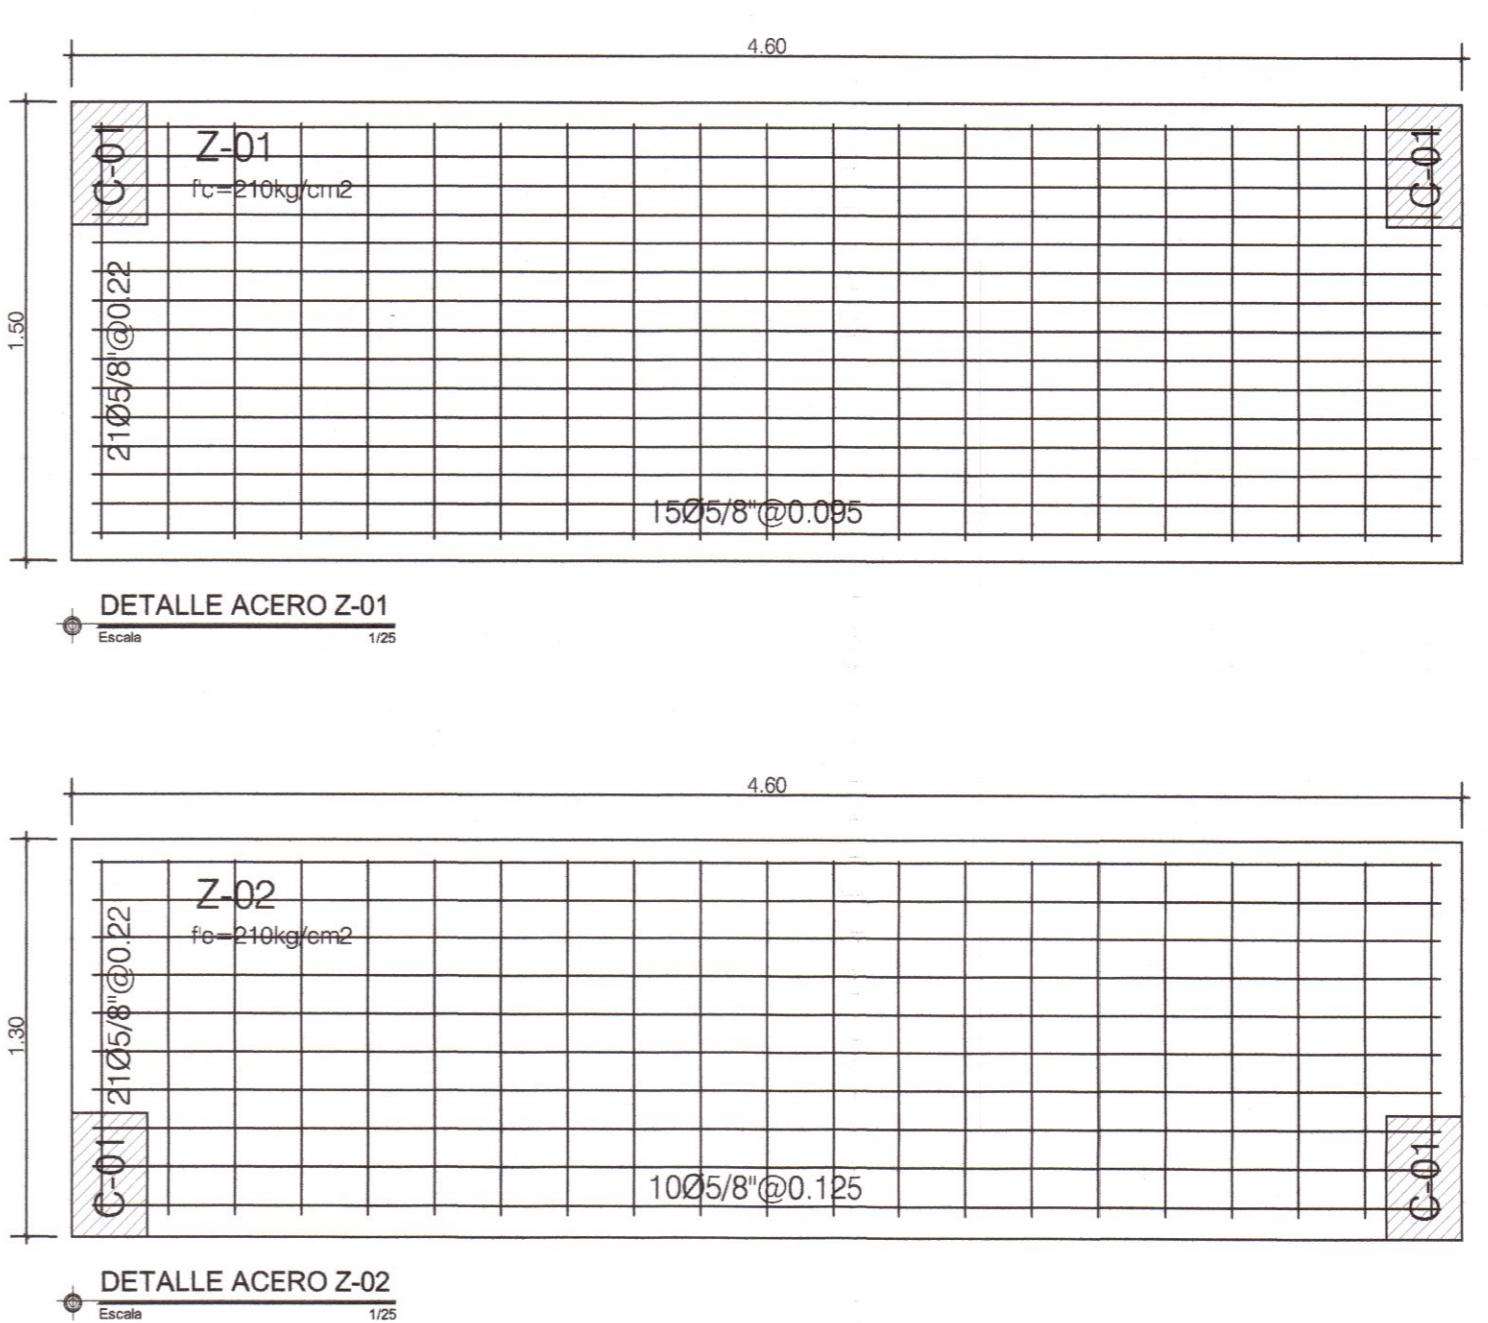 4.60
C-01
Z-01
f'c=210kg/cm2
C-01
1.50
21Ø5/8"@0.22
15Ø5/8"@0.095
DETALLE ACERO Z-01
Escala 1/25
4.60
Z-02
f'c=210kg/cm2
21Ø5/8"@0.22
1.30
C-01
10Ø5/8"@0.125
C-01
DETALLE ACERO Z-02
Escala 1/25